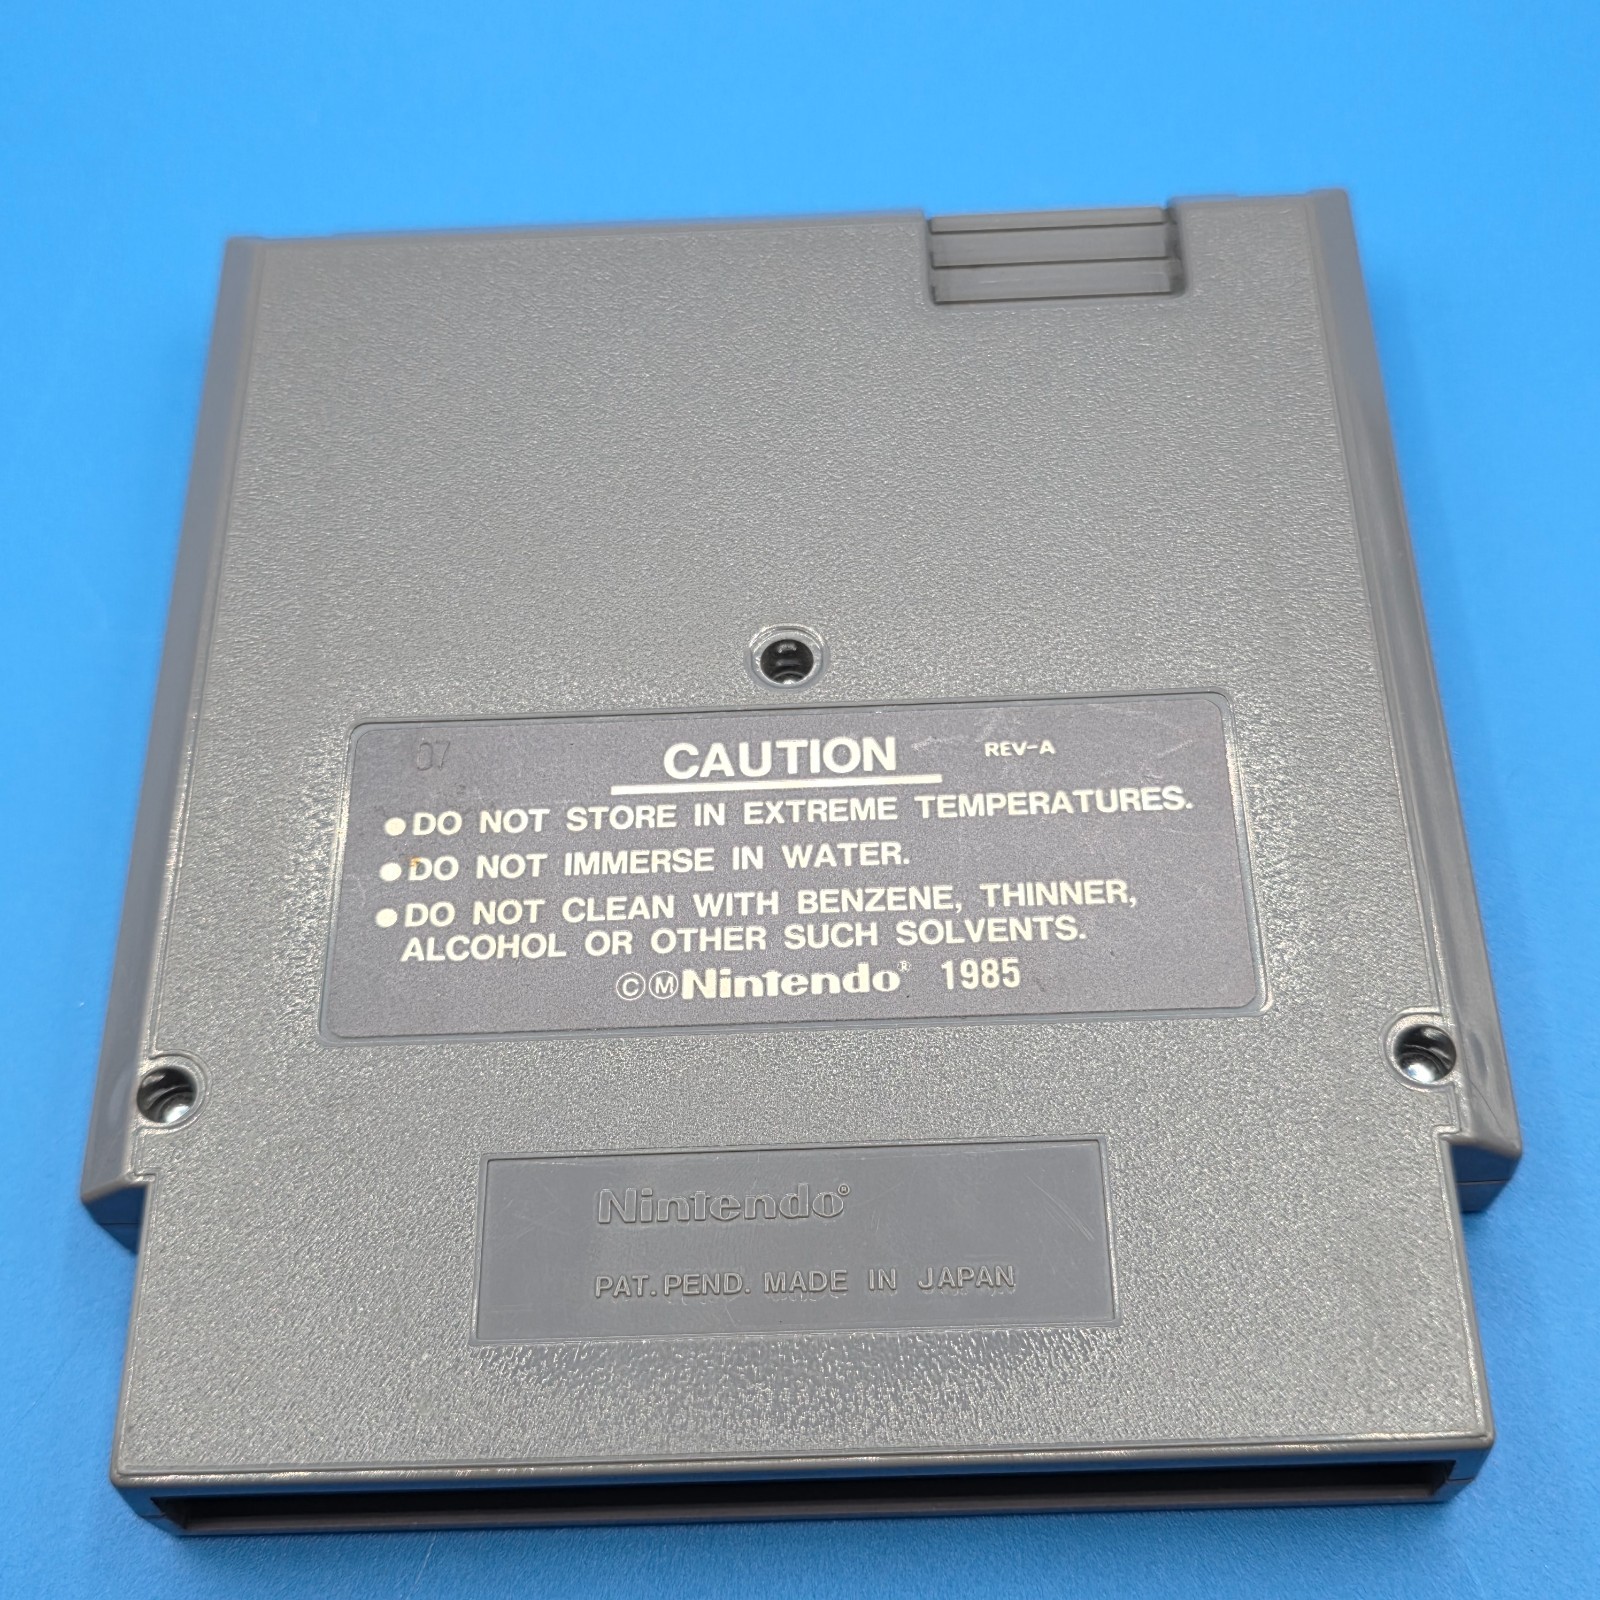 07
CAUTION REV-A
●DO NOT STORE IN EXTREME TEMPERATURES.
●DO NOT IMMERSE IN WATER.
●DO NOT CLEAN WITH BENZENE, THINNER,
ALCOHOL OR OTHER SUCH SOLVENTS.
©Ⓜ Nintendo® 1985
Nintendo®
PAT. PEND. MADE IN JAPAN